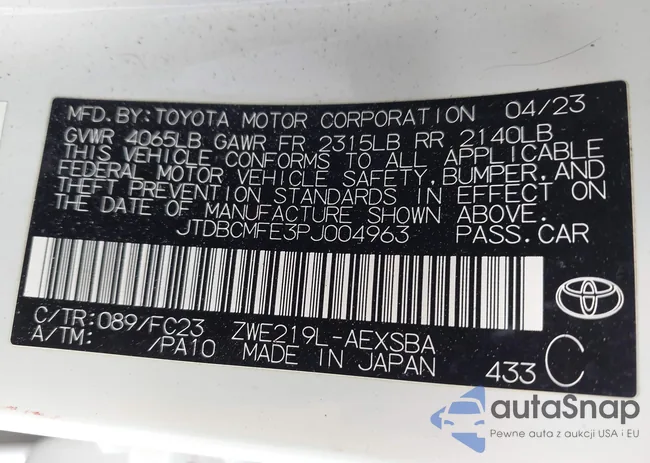 MFD. BY: TOYOTA MOTOR CORPORATION 04/23
GVWR 4065LB GAWR FR 2315LB RR 2140LB
THIS VEHICLE CONFORMS TO ALL APPLICABLE
FEDERAL MOTOR VEHICLE SAFETY, BUMPER, AND
THEFT PREVENTION STANDARDS IN EFFECT ON
THE DATE OF MANUFACTURE SHOWN ABOVE.
JTDBCMFE3PJ004963 PASS. CAR
C/TR: 089/FC23 ZWE219L-AEXSBA
A/TM: /PA10 MADE IN JAPAN 433 C
autaSnap
Pewne auta z aukcji USA i EU